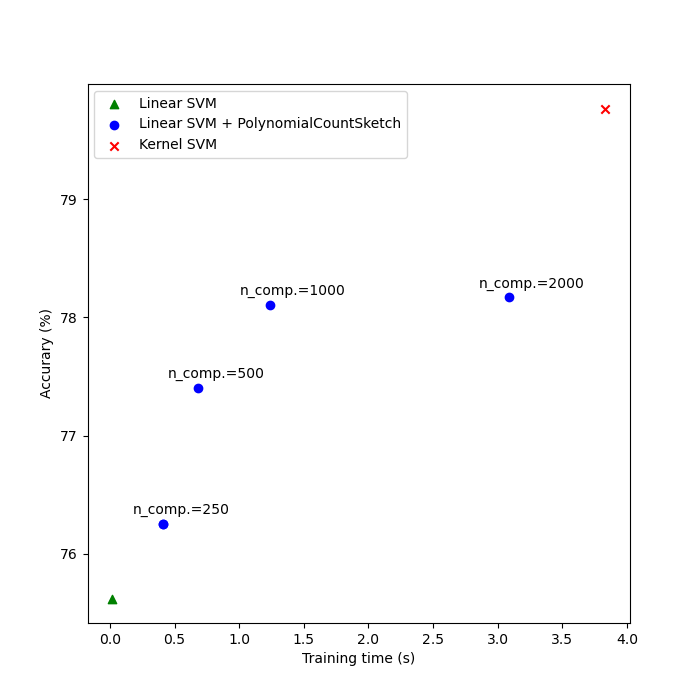 Linear SVM
Linear SVM + PolynomialCountSketch
Kernel SVM
79
78
77
76
n_comp.=1000
n_comp.=2000
n_comp.=500
n_comp.=250
Accurary (%)
0.0 0.5 1.0 1.5 2.0 2.5 3.0 3.5 4.0
Training time (s)